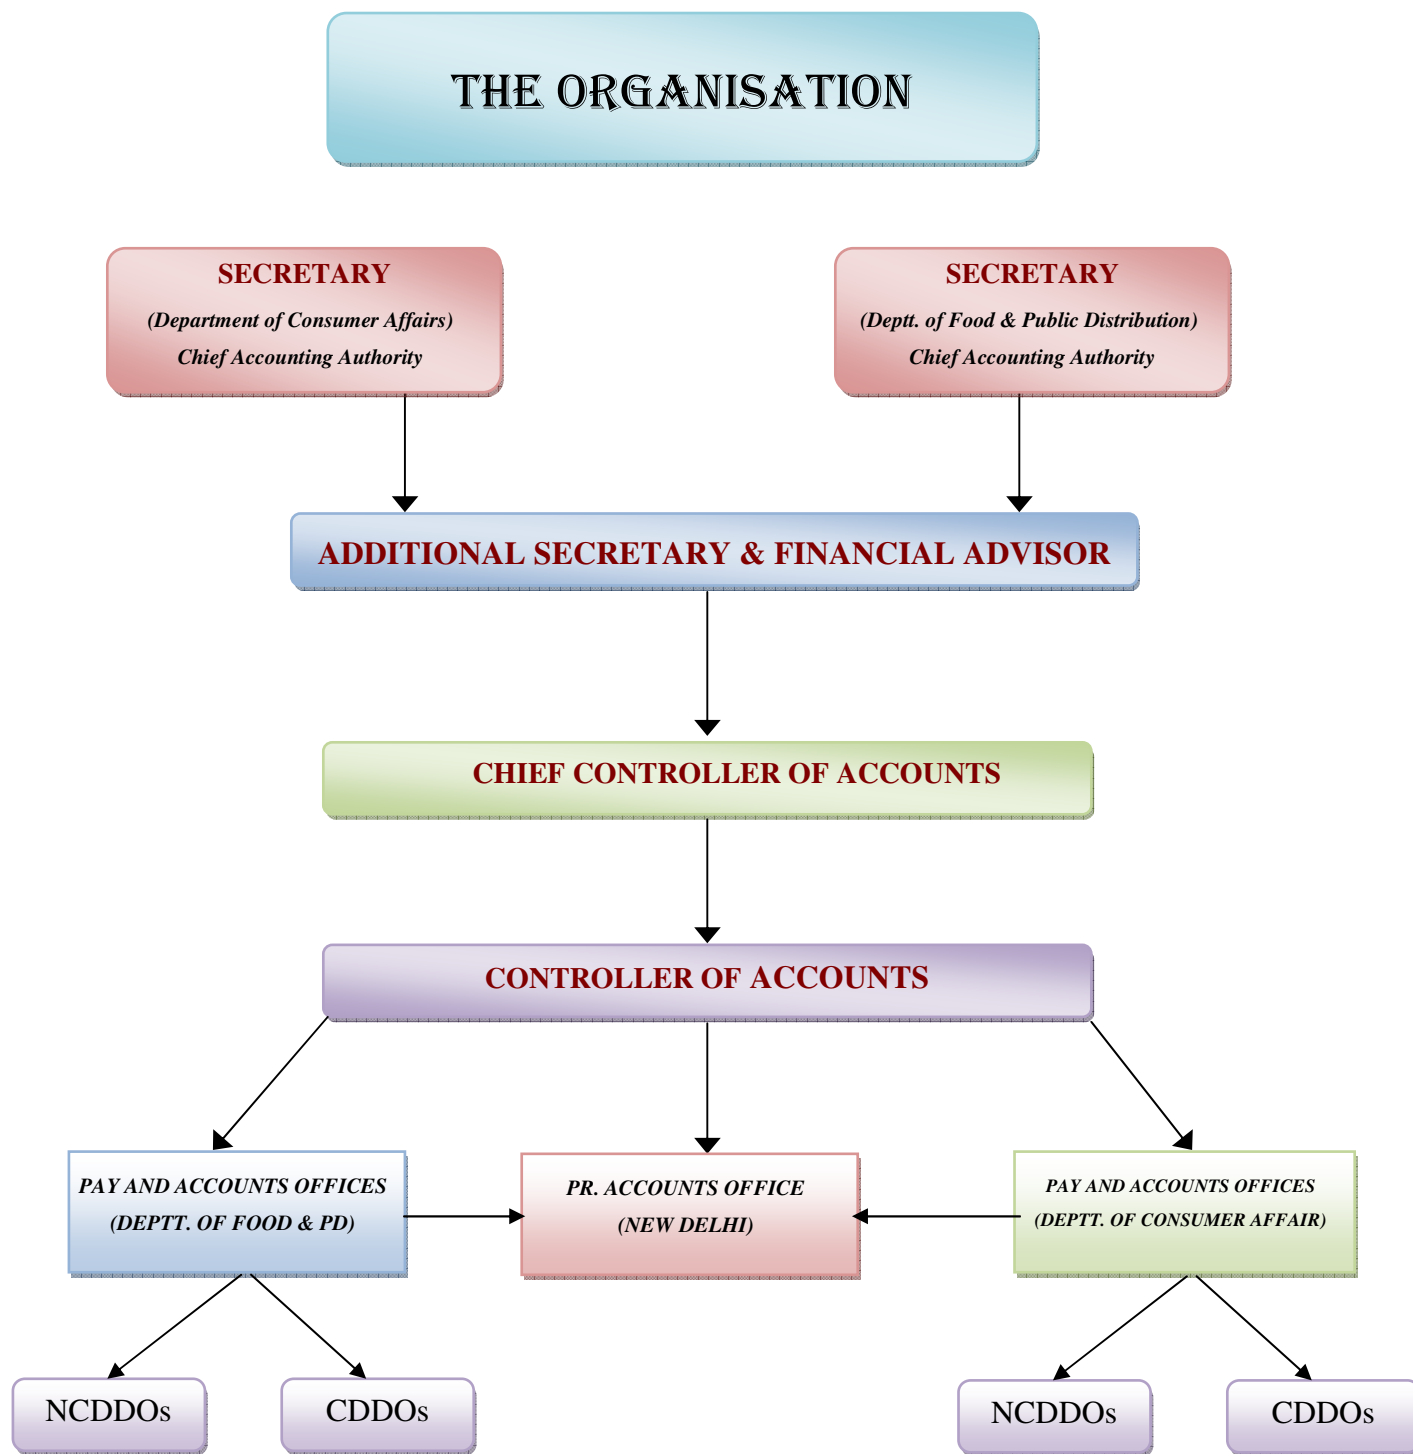 THE ORGANISATION
SECRETARY
(Department of Consumer Affairs)
Chief Accounting Authority
SECRETARY
(Deptt. of Food & Public Distribution)
Chief Accounting Authority
ADDITIONAL SECRETARY & FINANCIAL ADVISOR
CHIEF CONTROLLER OF ACCOUNTS
CONTROLLER OF ACCOUNTS
PAY AND ACCOUNTS OFFICES
(DEPTT. OF FOOD & PD)
PR. ACCOUNTS OFFICE
(NEW DELHI)
PAY AND ACCOUNTS OFFICES
(DEPTT. OF CONSUMER AFFAIR)
NCDDOs
CDDOs
NCDDOs
CDDOs